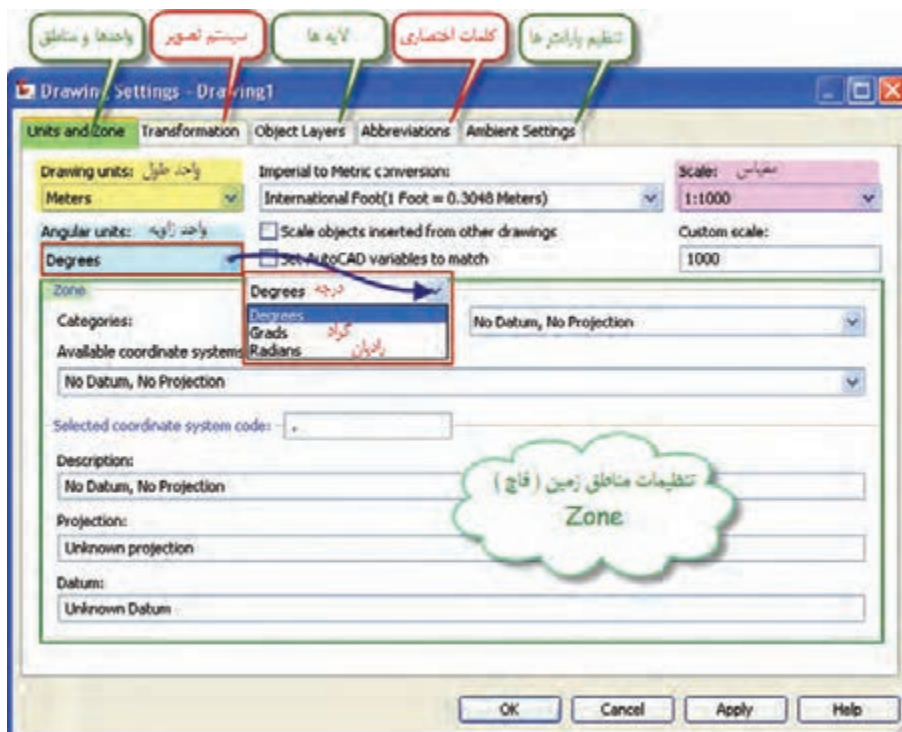 واحدها و مناطق
سیستم تصویر
لایه ها
کلمات اختصاری
تنظیم پارامتر ها
Drawing Settings - Drawing1
Units and Zone Transformation Object Layers Abbreviations Ambient Settings
Drawing units: واحد طول Imperial to Metric conversion: Scale: مقیاس
Meters International Foot(1 Foot = 0.3048 Meters) 1:1000
Angular units: واحد زاویه Scale objects inserted from other drawings Custom scale:
Degrees Set AutoCAD variables to match 1000
Zone
Degrees درجه
Categories: Degrees No Datum, No Projection
Grads گراد
Available coordinate systems Radians رادیان
No Datum, No Projection
Selected coordinate system code: .
Description:
No Datum, No Projection
تنظیمات مناطق زمین ( قاچ )
Zone
Projection:
Unknown projection
Datum:
Unknown Datum
OK Cancel Apply Help